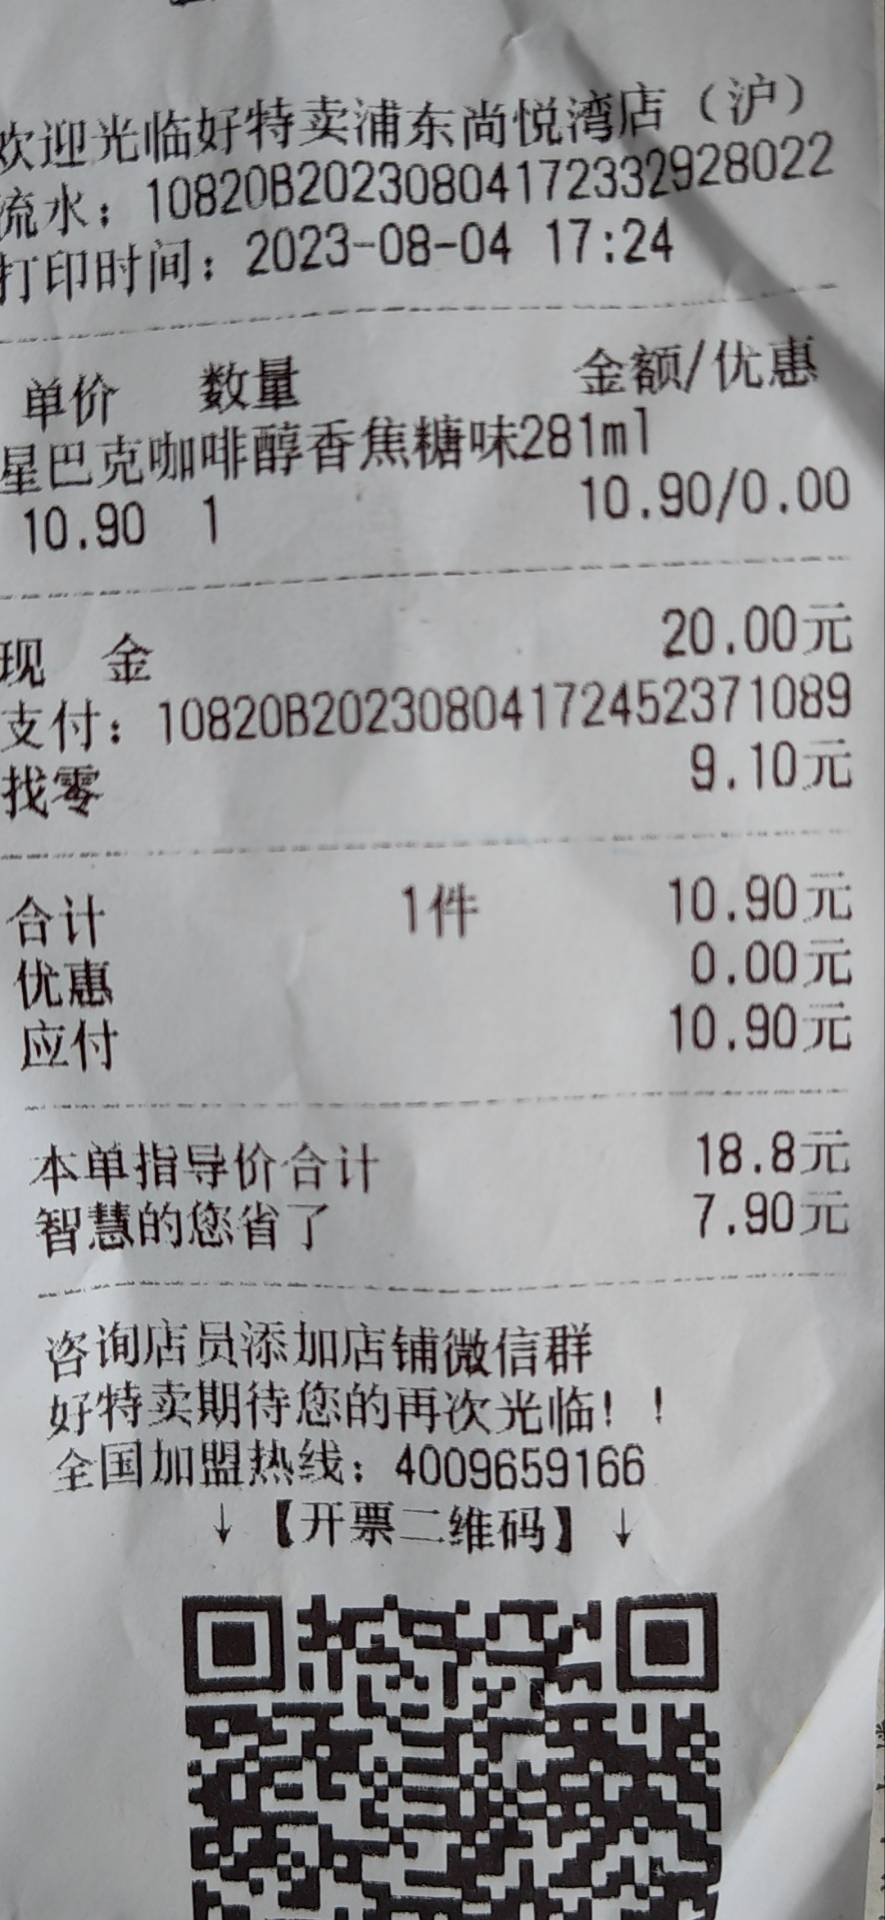 欢迎光临好特卖浦东尚悦湾店（沪）
流水：10820B20230804172332928022
打印时间：2023-08-04 17:24
单价 数量 金额/优惠
星巴克咖啡醇香焦糖味281ml
10.90 1 10.90/0.00
现 金 20.00元
支付：10820B20230804172452371089
找零 9.10元
合计 1件 10.90元
优惠 0.00元
应付 10.90元
本单指导价合计 18.8元
智慧的您省了 7.90元
咨询店员添加店铺微信群
好特卖期待您的再次光临！！
全国加盟热线：4009659166
↓【开票二维码】↓